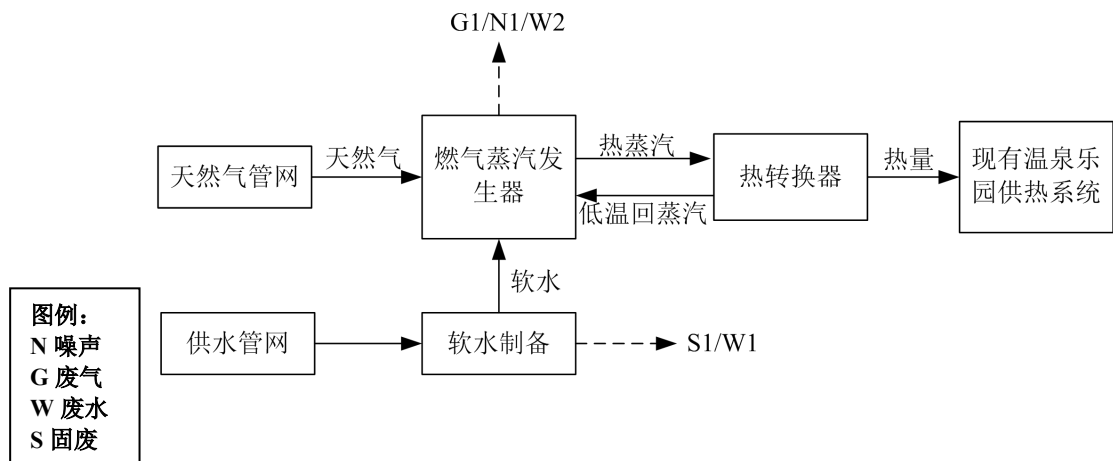 G1/N1/W2
天然气管网
天然气
燃气蒸汽发
生器
热蒸汽
低温回蒸汽
热转换器
热量
现有温泉乐
园供热系统
软水
供水管网
软水制备
S1/W1
图例：
N 噪声
G 废气
W 废水
S 固废